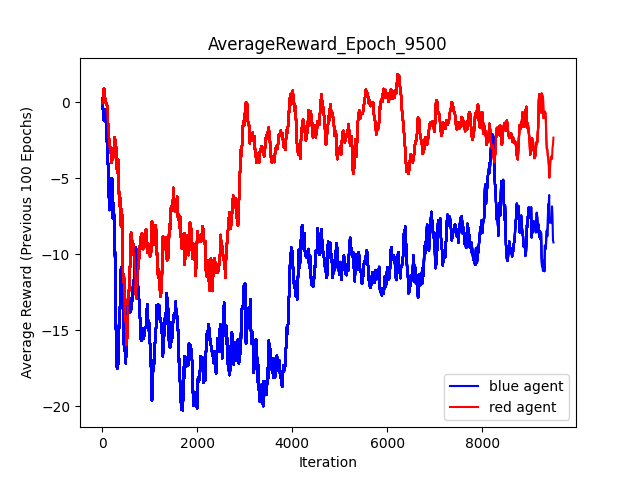 AverageReward_Epoch_9500
Average Reward (Previous 100 Epochs)
0
−5
−10
−15
−20
0 2000 4000 6000 8000
Iteration
blue agent
red agent